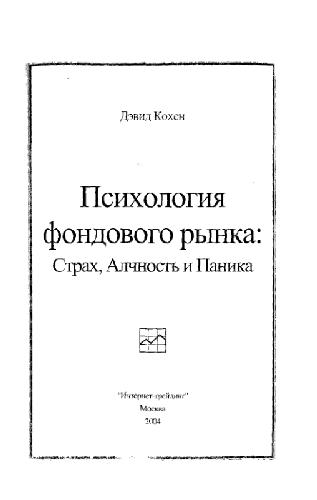 Дэвид Кохен
Психология
фондового рынка:
Страх, Алчность и Паника
"Интернет-трейдинг"
Москва
2004